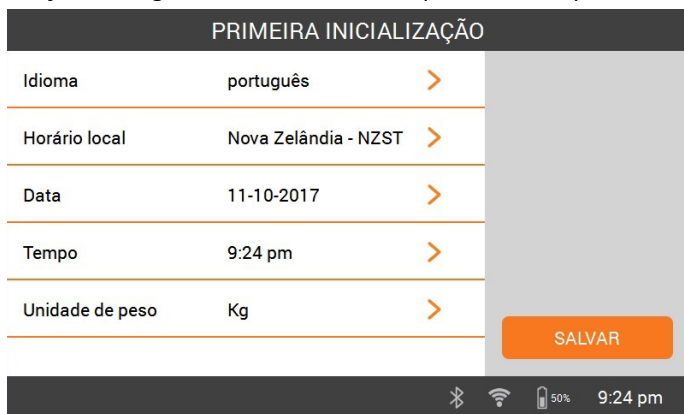 PRIMEIRA INICIALIZAÇÃO
Idioma português
Horário local Nova Zelândia - NZST
Data 11-10-2017
Tempo 9:24 pm
Unidade de peso Kg
SALVAR
50% 9:24 pm